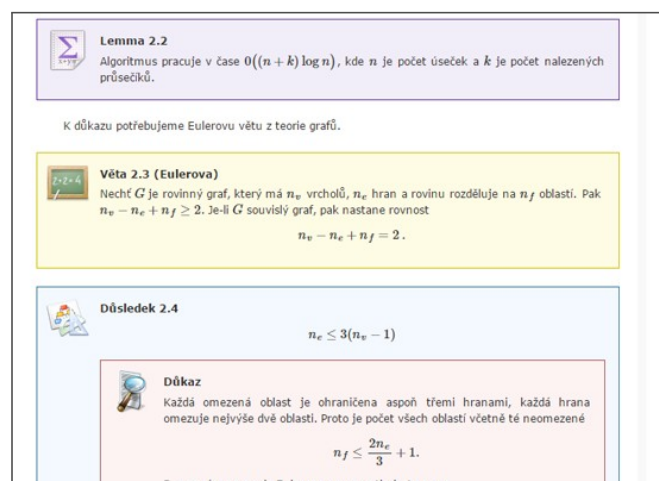 Lemma 2.2
Algoritmus pracuje v čase 0((n + k) log n), kde n je počet úseček a k je počet nalezených
průsečíků.
K důkazu potřebujeme Eulerovu větu z teorie grafů.
Věta 2.3 (Eulerova)
Nechť G je rovinný graf, který má n_v vrcholů, n_e hran a rovinu rozděluje na n_f oblastí. Pak
n_v − n_e + n_f ≥ 2. Je-li G souvislý graf, pak nastane rovnost
n_v − n_e + n_f = 2 .
Důsledek 2.4
n_e ≤ 3(n_v − 1)
Důkaz
Každá omezená oblast je ohraničena aspoň třemi hranami, každá hrana
omezuje nejvýše dvě oblasti. Proto je počet všech oblastí včetně té neomezené
n_f ≤ 2n_e/3 + 1.